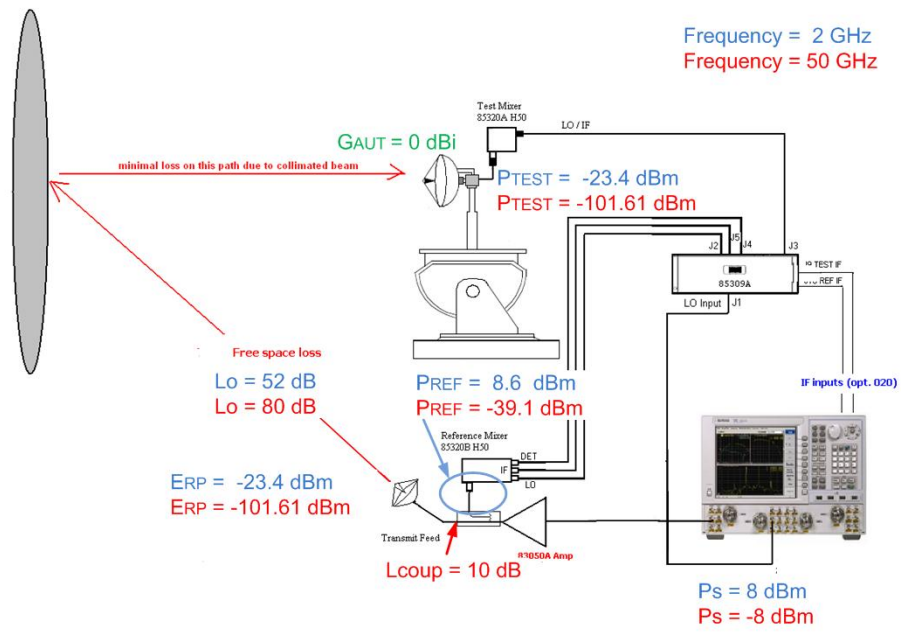 Frequency = 2 GHz
Frequency = 50 GHz
Test Mixer
85320A H50
LO / IF
GAUT = 0 dBi
minimal loss on this path due to collimated beam
PTEST = -23.4 dBm
PTEST = -101.61 dBm
J2
J5
J4
J3
TEST IF
85309A
REF IF
LO Input
J1
Free space loss
Lo = 52 dB
Lo = 80 dB
PREF = 8.6 dBm
PREF = -39.1 dBm
IF inputs (opt. 020)
Reference Mixer
85320B H50
DET
IF
LO
ERP = -23.4 dBm
ERP = -101.61 dBm
Transmit Feed
83050A Amp
Lcoup = 10 dB
Ps = 8 dBm
Ps = -8 dBm